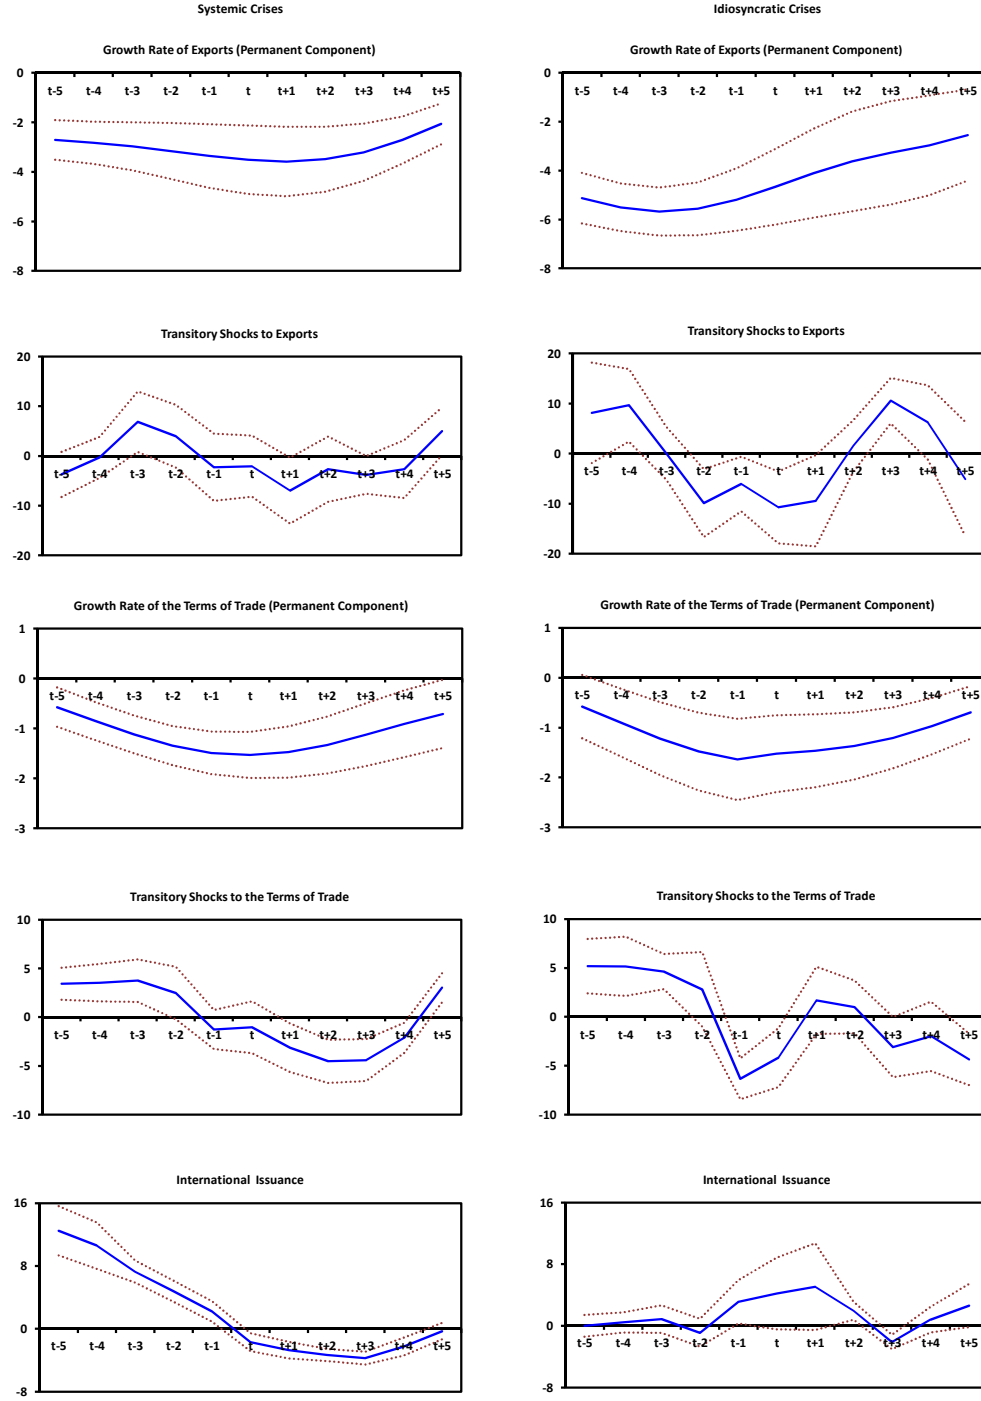 Systemic Crises
Growth Rate of Exports (Permanent Component)
0
t-5 t-4 t-3 t-2 t-1 t t+1 t+2 t+3 t+4 t+5
-2
-4
-6
-8
Transitory Shocks to Exports
20
10
0
t-5 t-4 t-3 t-2 t-1 t t+1 t+2 t+3 t+4 t+5
-10
-20
Growth Rate of the Terms of Trade (Permanent Component)
1
0
t-5 t-4 t-3 t-2 t-1 t t+1 t+2 t+3 t+4 t+5
-1
-2
-3
Transitory Shocks to the Terms of Trade
10
5
0
t-5 t-4 t-3 t-2 t-1 t t+1 t+2 t+3 t+4 t+5
-5
-10
International Issuance
16
8
0
t-5 t-4 t-3 t-2 t-1 t t+1 t+2 t+3 t+4 t+5
-8
Idiosyncratic Crises
Growth Rate of Exports (Permanent Component)
0
t-5 t-4 t-3 t-2 t-1 t t+1 t+2 t+3 t+4 t+5
-2
-4
-6
-8
Transitory Shocks to Exports
20
10
0
t-5 t-4 t-3 t-2 t-1 t t+1 t+2 t+3 t+4 t+5
-10
-20
Growth Rate of the Terms of Trade (Permanent Component)
1
0
t-5 t-4 t-3 t-2 t-1 t t+1 t+2 t+3 t+4 t+5
-1
-2
-3
Transitory Shocks to the Terms of Trade
10
5
0
t-5 t-4 t-3 t-2 t-1 t t+1 t+2 t+3 t+4 t+5
-5
-10
International Issuance
16
8
0
t-5 t-4 t-3 t-2 t-1 t t+1 t+2 t+3 t+4 t+5
-8